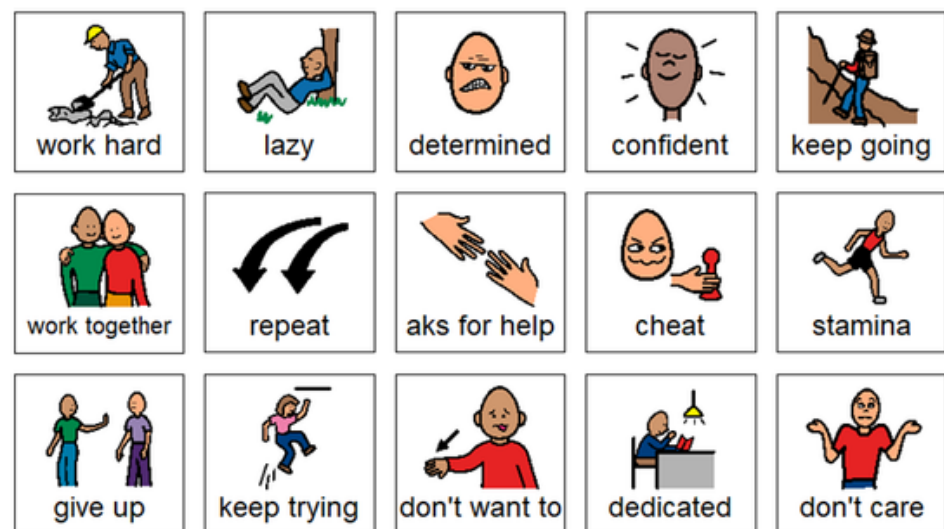 work hard
lazy
determined
confident
keep going
work together
repeat
aks for help
cheat
stamina
give up
keep trying
don't want to
dedicated
don't care